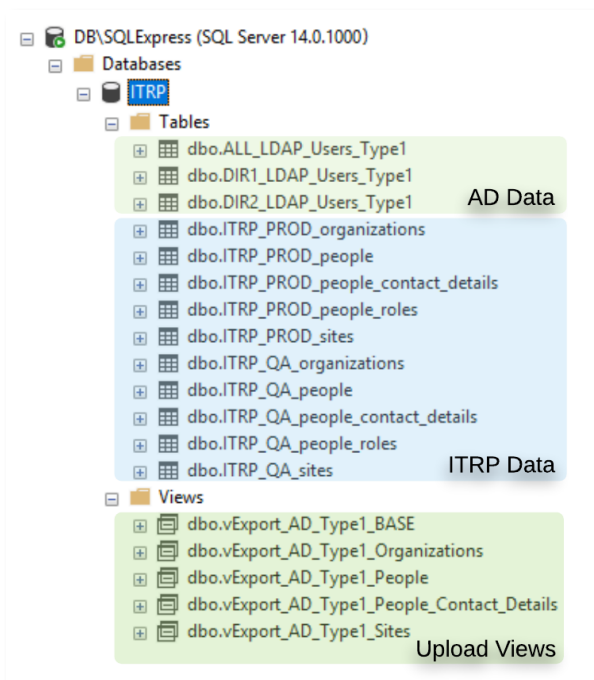 DB\SQLExpress (SQL Server 14.0.1000)
Databases
ITRP
Tables
dbo.ALL_LDAP_Users_Type1
dbo.DIR1_LDAP_Users_Type1
dbo.DIR2_LDAP_Users_Type1
AD Data
dbo.ITRP_PROD_organizations
dbo.ITRP_PROD_people
dbo.ITRP_PROD_people_contact_details
dbo.ITRP_PROD_people_roles
dbo.ITRP_PROD_sites
dbo.ITRP_QA_organizations
dbo.ITRP_QA_people
dbo.ITRP_QA_people_contact_details
dbo.ITRP_QA_people_roles
dbo.ITRP_QA_sites
ITRP Data
Views
dbo.vExport_AD_Type1_BASE
dbo.vExport_AD_Type1_Organizations
dbo.vExport_AD_Type1_People
dbo.vExport_AD_Type1_People_Contact_Details
dbo.vExport_AD_Type1_Sites
Upload Views